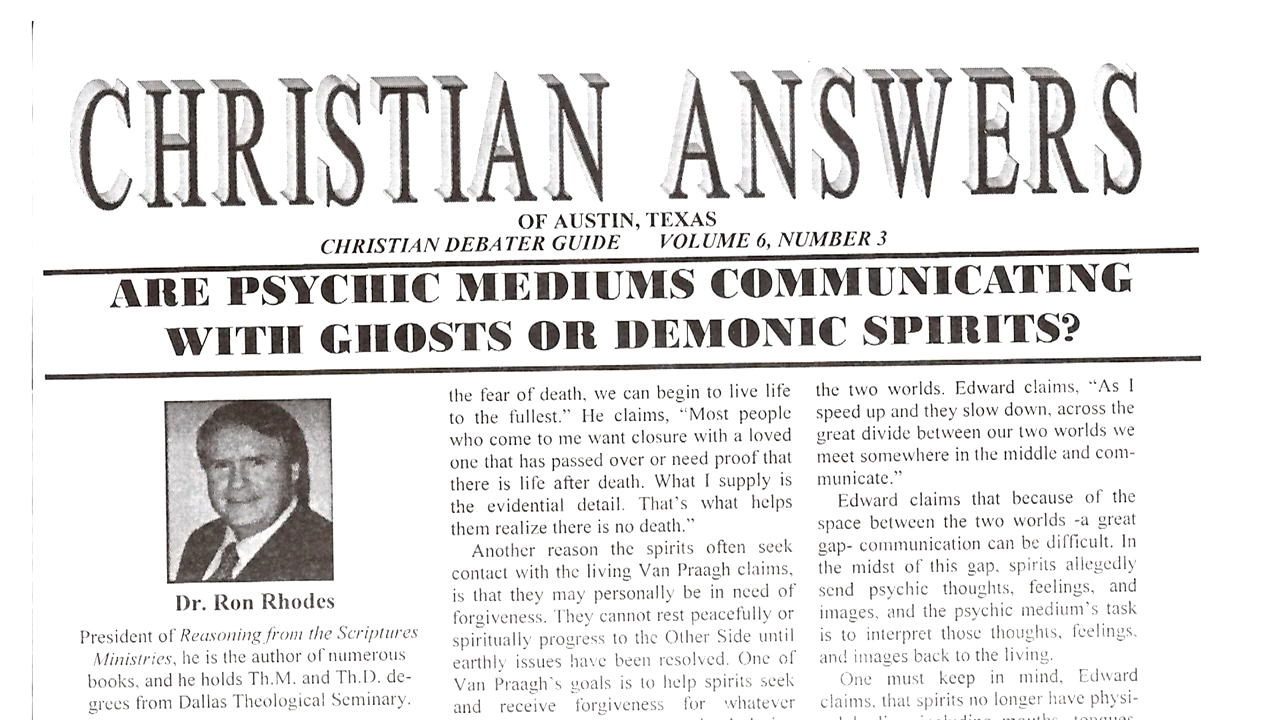 CHRISTIAN ANSWERS
OF AUSTIN, TEXAS
CHRISTIAN DEBATER GUIDE VOLUME 6, NUMBER 3
ARE PSYCHIC MEDIUMS COMMUNICATING
WITH GHOSTS OR DEMONIC SPIRITS?
Dr. Ron Rhodes
President of Reasoning from the Scriptures
Ministries, he is the author of numerous
books, and he holds Th.M. and Th.D. de-
grees from Dallas Theological Seminary.
the fear of death, we can begin to live life
to the fullest.” He claims, “Most people
who come to me want closure with a loved
one that has passed over or need proof that
there is life after death. What I supply is
the evidential detail. That’s what helps
them realize there is no death.”
Another reason the spirits often seek
contact with the living Van Praagh claims,
is that they may personally be in need of
forgiveness. They cannot rest peacefully or
spiritually progress to the Other Side until
earthly issues have been resolved. One of
Van Praagh’s goals is to help spirits seek
and receive forgiveness for whatever
the two worlds. Edward claims, “As I
speed up and they slow down, across the
great divide between our two worlds we
meet somewhere in the middle and com-
municate.”
Edward claims that because of the
space between the two worlds -a great
gap- communication can be difficult. In
the midst of this gap, spirits allegedly
send psychic thoughts, feelings, and
images, and the psychic medium’s task
is to interpret those thoughts, feelings,
and images back to the living.
One must keep in mind, Edward
claims, that spirits no longer have physi-